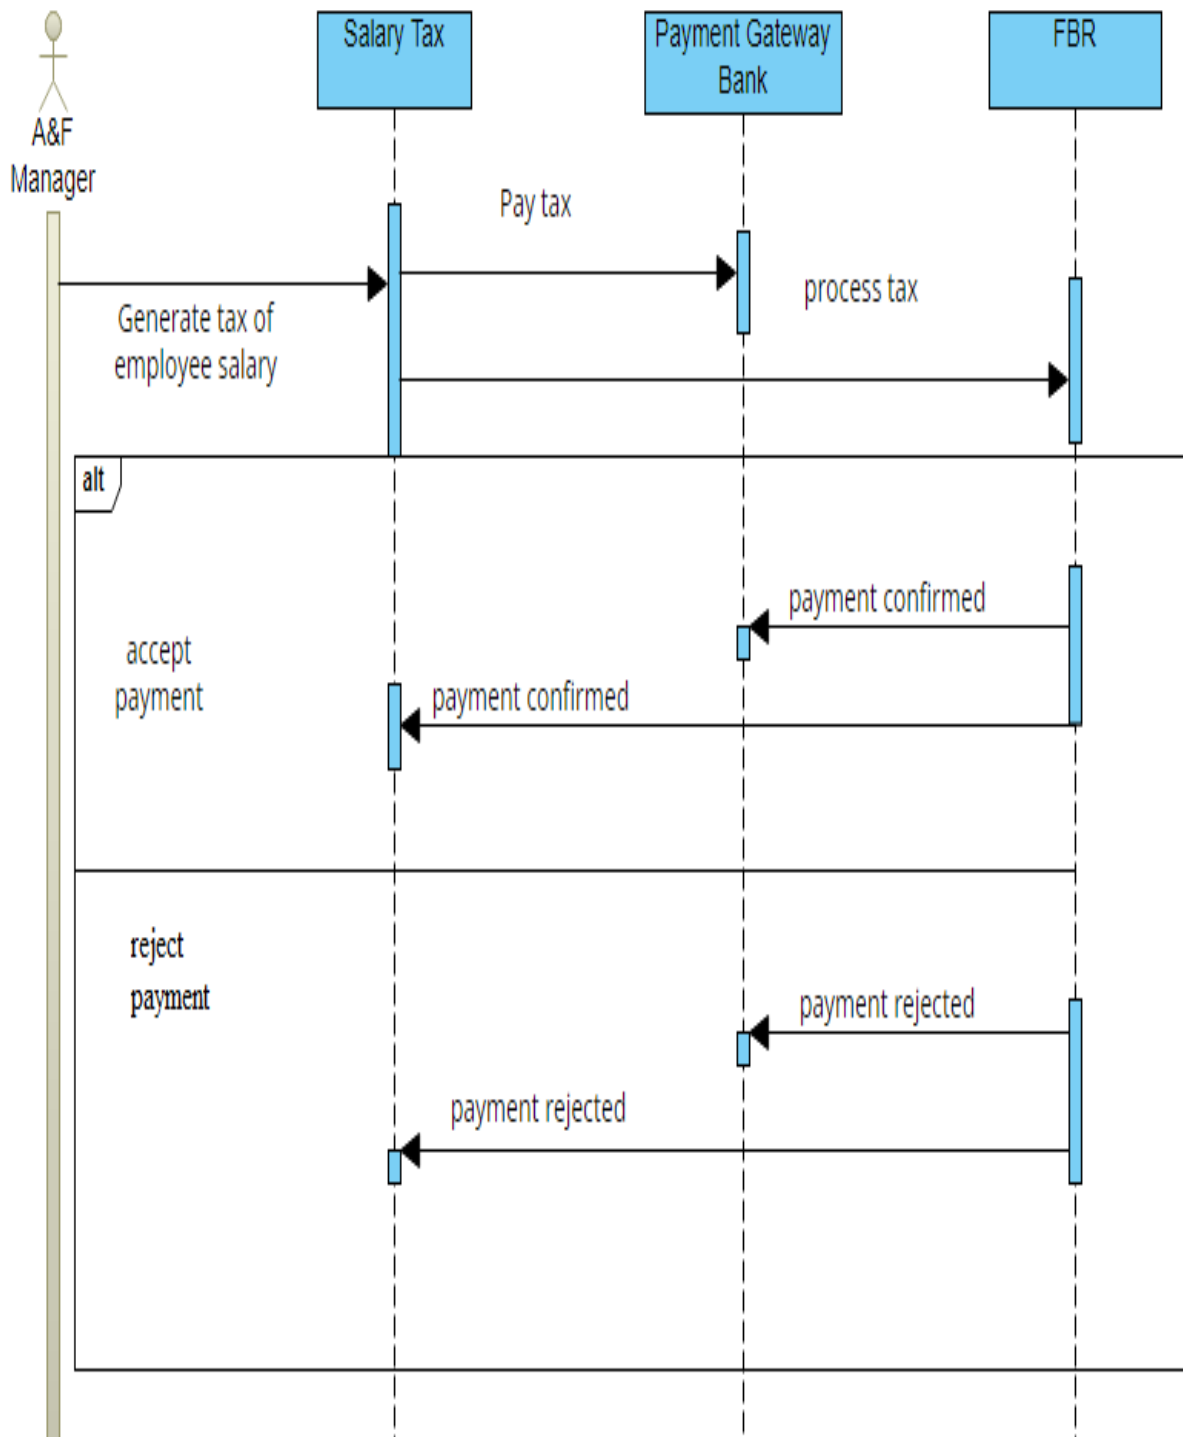 A&F
Manager
Salary Tax
Payment Gateway
Bank
FBR
Pay tax
Generate tax of
employee salary
process tax
alt
accept
payment
payment confirmed
payment confirmed
reject
payment
payment rejected
payment rejected